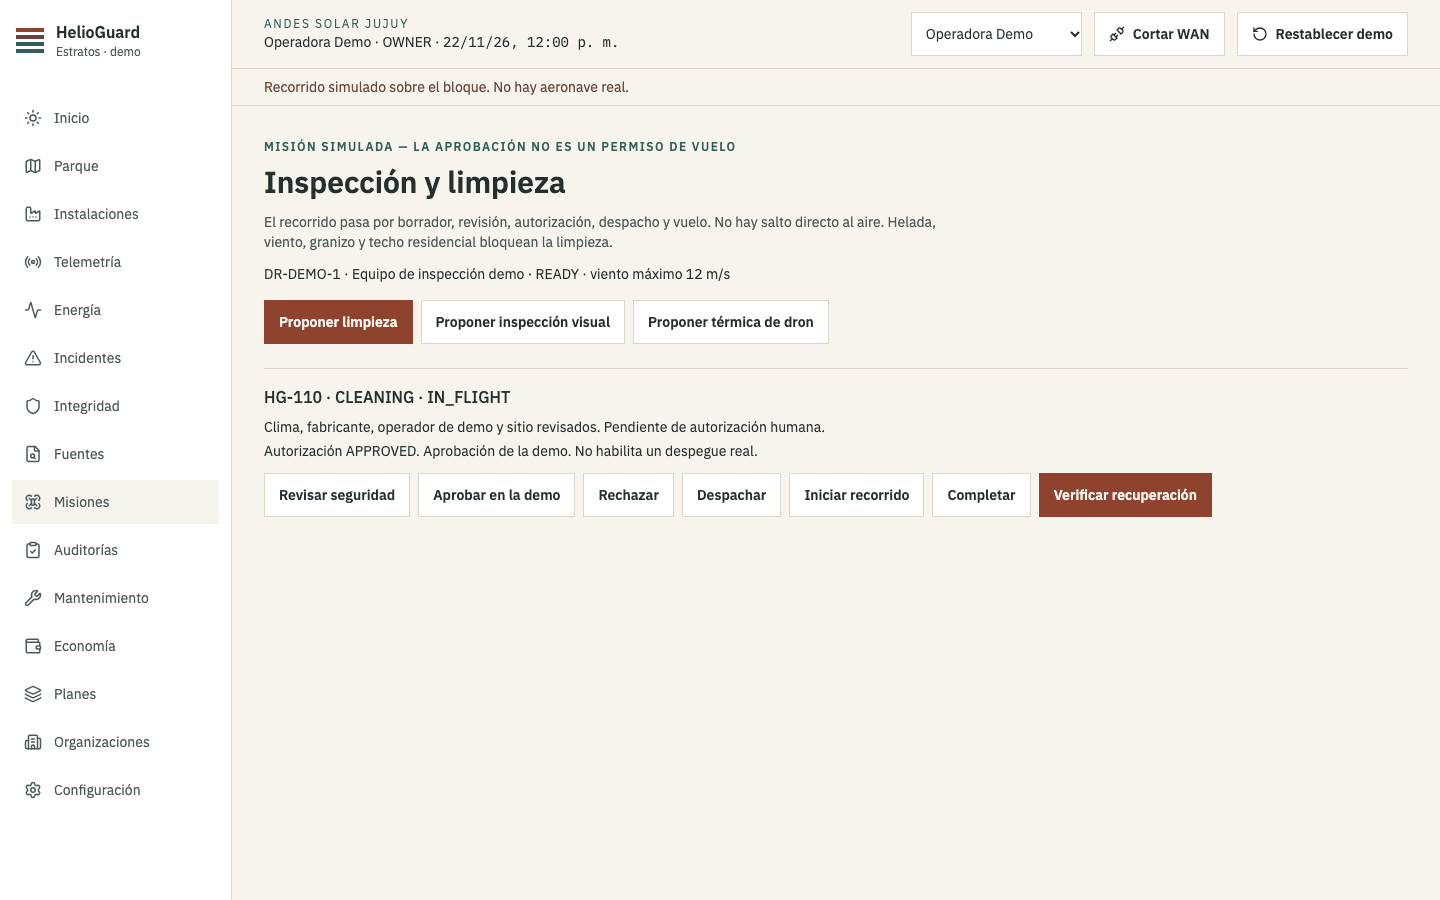 HelioGuard
Estratos · demo
Inicio
Parque
Instalaciones
Telemetría
Energía
Incidentes
Integridad
Fuentes
Misiones
Auditorías
Mantenimiento
Economía
Planes
Organizaciones
Configuración
ANDES SOLAR JUJUY
Operadora Demo · OWNER · 22/11/26, 12:00 p. m.
Operadora Demo
Cortar WAN
Restablecer demo
Recorrido simulado sobre el bloque. No hay aeronave real.
MISIÓN SIMULADA — LA APROBACIÓN NO ES UN PERMISO DE VUELO
Inspección y limpieza
El recorrido pasa por borrador, revisión, autorización, despacho y vuelo. No hay salto directo al aire. Helada,
viento, granizo y techo residencial bloquean la limpieza.
DR-DEMO-1 · Equipo de inspección demo · READY · viento máximo 12 m/s
Proponer limpieza
Proponer inspección visual
Proponer térmica de dron
HG-110 · CLEANING · IN_FLIGHT
Clima, fabricante, operador de demo y sitio revisados. Pendiente de autorización humana.
Autorización APPROVED. Aprobación de la demo. No habilita un despegue real.
Revisar seguridad
Aprobar en la demo
Rechazar
Despachar
Iniciar recorrido
Completar
Verificar recuperación